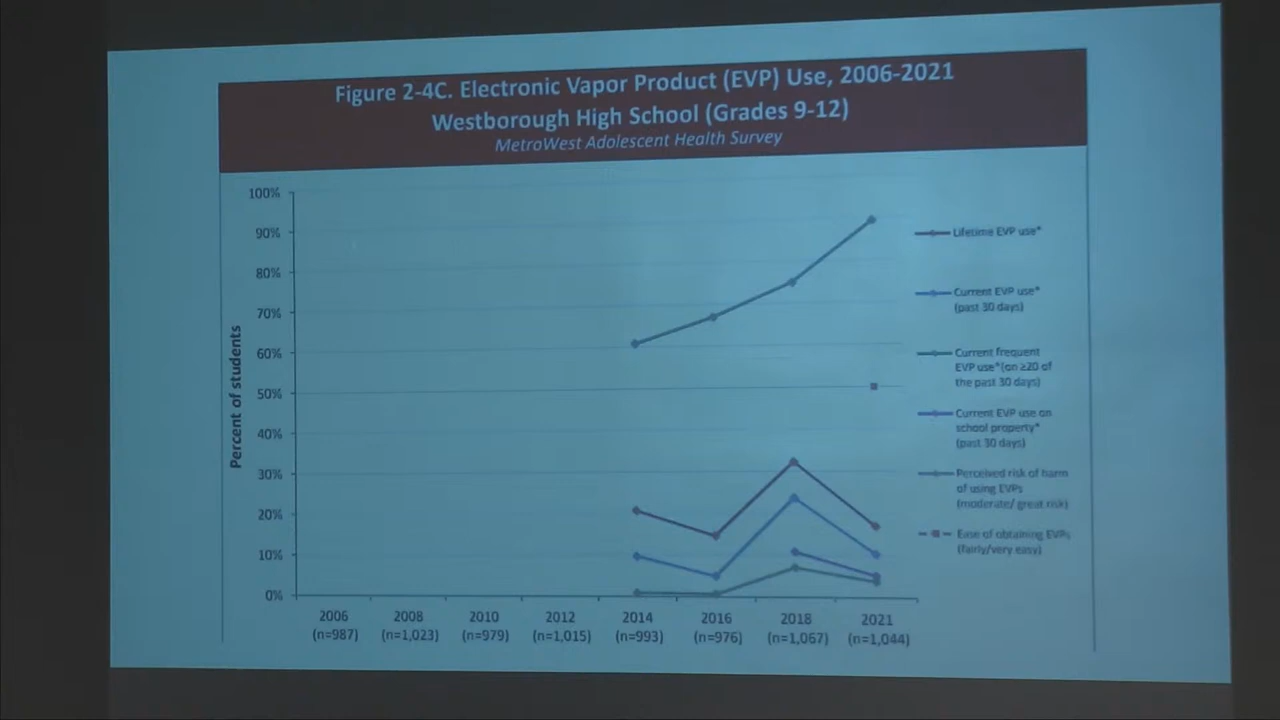 Figure 2-4C. Electronic Vapor Product (EVP) Use, 2006-2021
Westborough High School (Grades 9-12)
MetroWest Adolescent Health Survey
Percent of students
100%
90%
80%
70%
60%
50%
40%
30%
20%
10%
0%
2006
(n=987)
2008
(n=1,023)
2010
(n=979)
2012
(n=1,015)
2014
(n=993)
2016
(n=976)
2018
(n=1,067)
2021
(n=1,044)
Lifetime EVP use*
Current EVP use*
(past 30 days)
Current frequent
EVP use*(on ≥20 of
the past 30 days)
Current EVP use on
school property*
(past 30 days)
Perceived risk of harm
of using EVPs
(moderate/ great risk)
Ease of obtaining EVPs
(fairly/very easy)